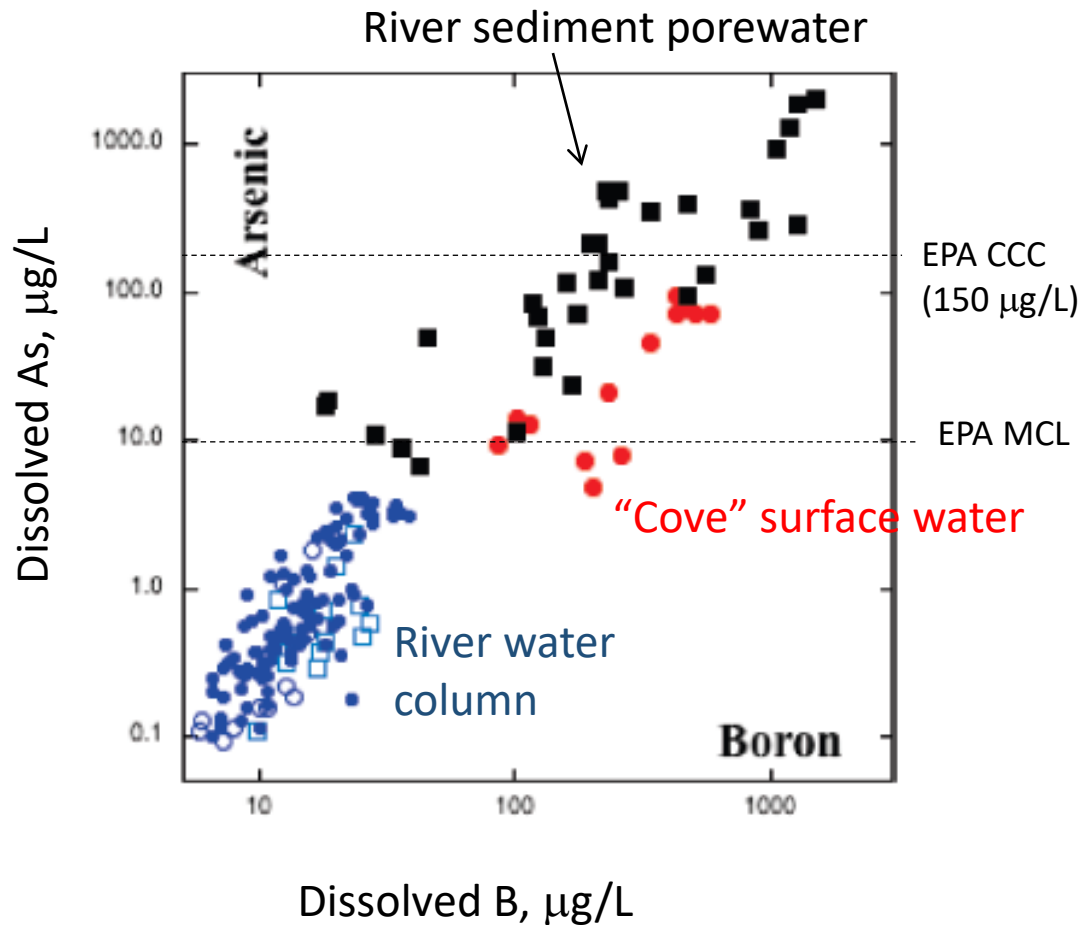 River sediment porewater
1000.0
100.0
10.0
1.0
0.1
Dissolved As, μg/L
Arsenic
EPA CCC
(150 μg/L)
EPA MCL
“Cove” surface water
River water
column
Boron
10
100
1000
Dissolved B, μg/L